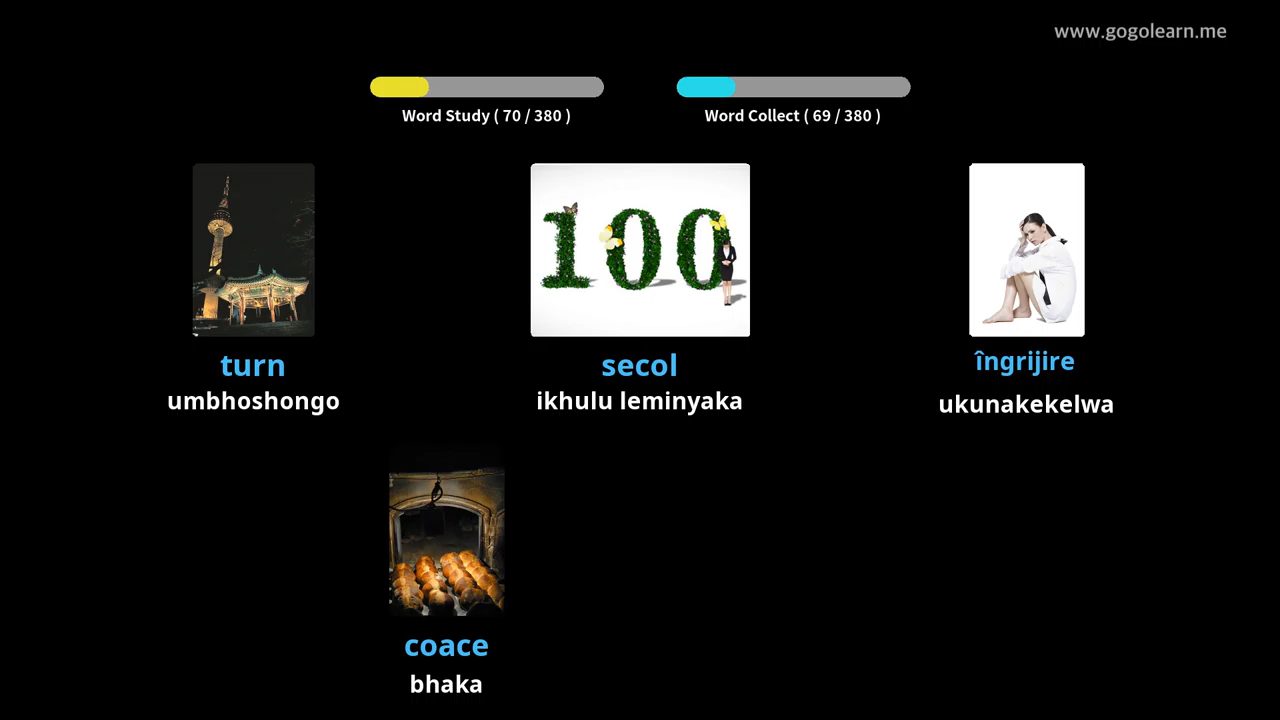 www.gogolearn.me
Word Study ( 70 / 380 )
Word Collect ( 69 / 380 )
100
turn
umbhoshongo
secol
ikhulu leminyaka
îngrijire
ukunakekelwa
coace
bhaka